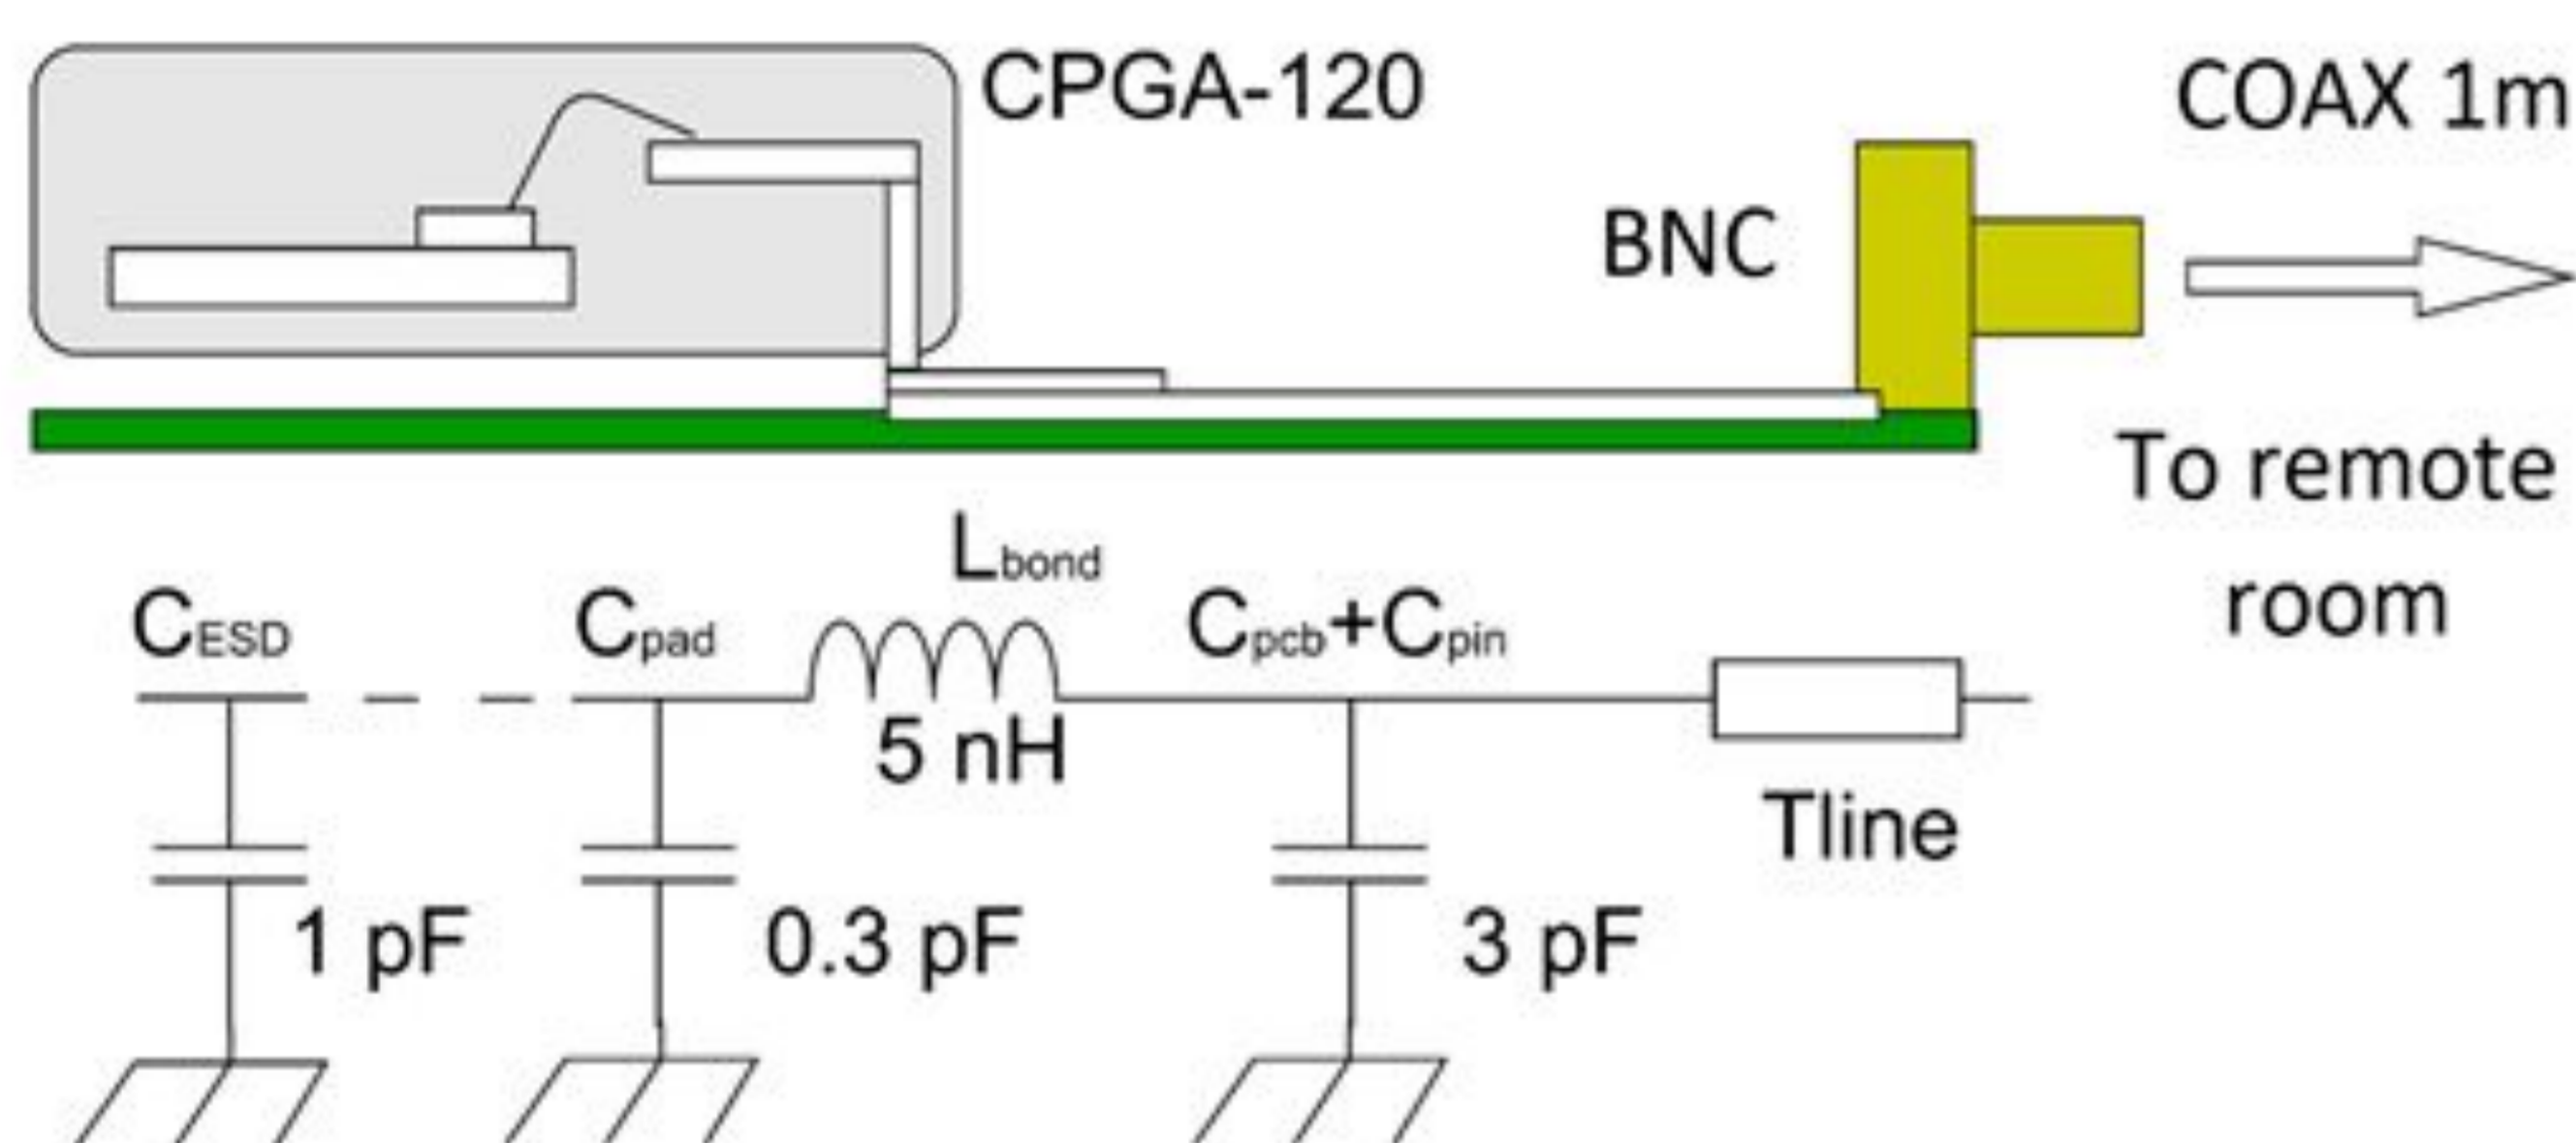 CPGA-120
COAX 1m
BNC
To remote
room
Lbond
CESD
Cpad
Cpcb+Cpin
5 nH
Tline
1 pF
0.3 pF
3 pF